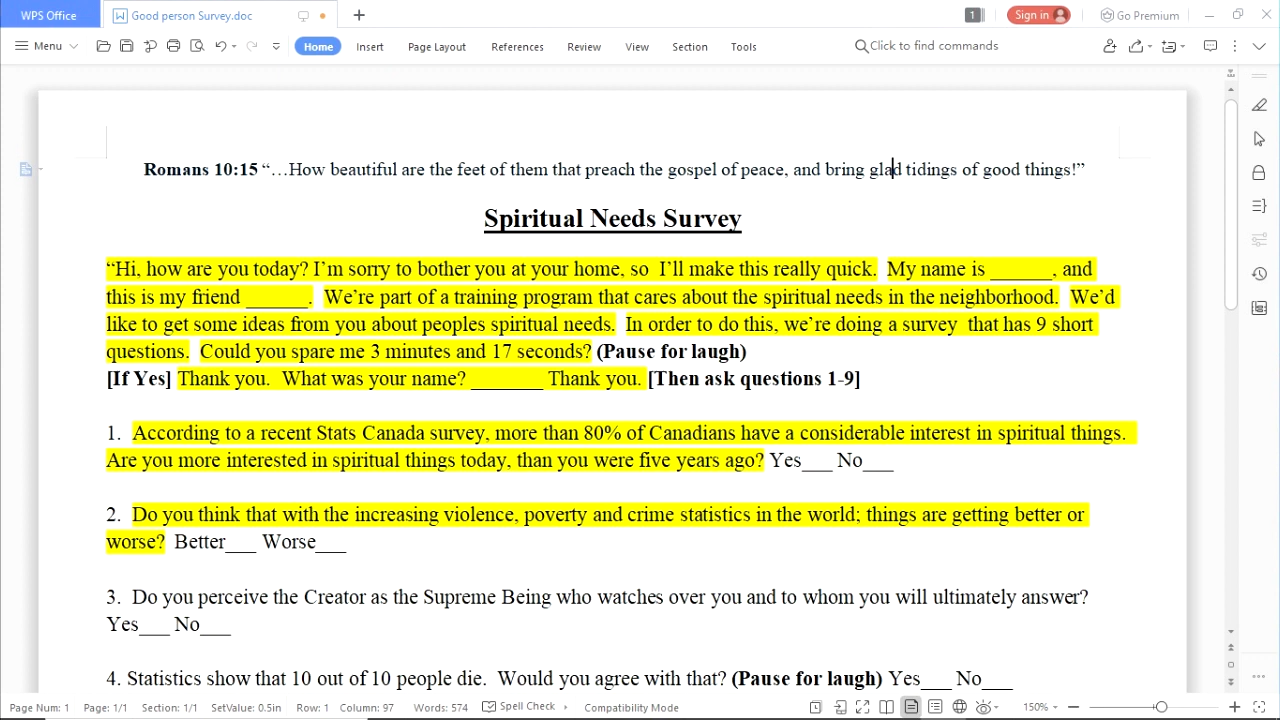 WPS Office
Good person Survey.doc
1
Sign in
Go Premium
Menu
Home
Insert
Page Layout
References
Review
View
Section
Tools
Click to find commands
Romans 10:15 “…How beautiful are the feet of them that preach the gospel of peace, and bring glad tidings of good things!”
Spiritual Needs Survey
“Hi, how are you today? I’m sorry to bother you at your home, so I’ll make this really quick. My name is ______, and
this is my friend ______. We’re part of a training program that cares about the spiritual needs in the neighborhood. We’d
like to get some ideas from you about peoples spiritual needs. In order to do this, we’re doing a survey that has 9 short
questions. Could you spare me 3 minutes and 17 seconds? (Pause for laugh)
[If Yes] Thank you. What was your name? _______ Thank you. [Then ask questions 1-9]
1. According to a recent Stats Canada survey, more than 80% of Canadians have a considerable interest in spiritual things.
Are you more interested in spiritual things today, than you were five years ago? Yes___ No___
2. Do you think that with the increasing violence, poverty and crime statistics in the world; things are getting better or
worse? Better___ Worse___
3. Do you perceive the Creator as the Supreme Being who watches over you and to whom you will ultimately answer?
Yes___ No___
4. Statistics show that 10 out of 10 people die. Would you agree with that? (Pause for laugh) Yes___ No___
Page Num: 1
Page: 1/1
Section: 1/1
SetValue: 0.5in
Row: 1
Column: 97
Words: 574
Spell Check
Compatibility Mode
150%